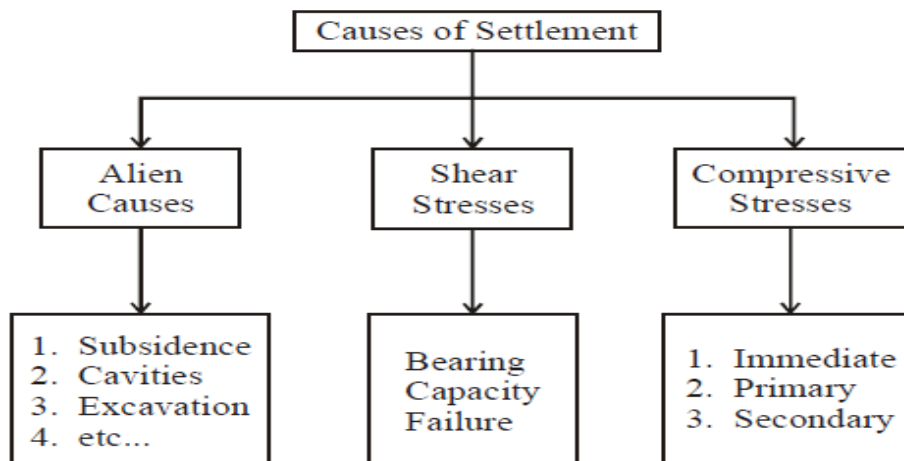 Causes of Settlement
Alien
Causes
Shear
Stresses
Compressive
Stresses
1. Subsidence
2. Cavities
3. Excavation
4. etc...
Bearing
Capacity
Failure
1. Immediate
2. Primary
3. Secondary